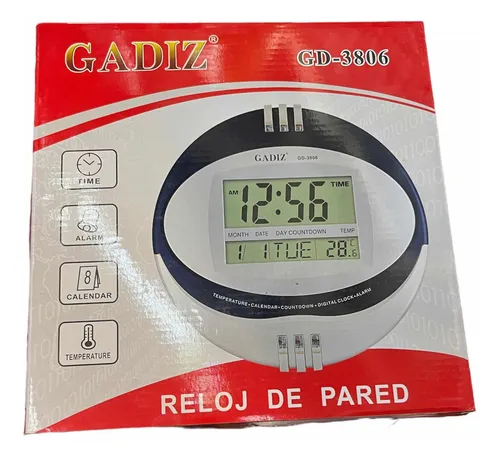 GADIZ®
GD-3806
TIME
ALARM
8
CALENDAR
TEMPERATURE
GADIZ®
GD-3806
AM 12:56 TIME
MONTH DATE DAY COUNTDOWN TEMP
1 1 TUE 28.6°C
TEMPERATURE-CALENDAR-COUNTDOWN-DIGITAL CLOCK-ALARM
RELOJ DE PARED